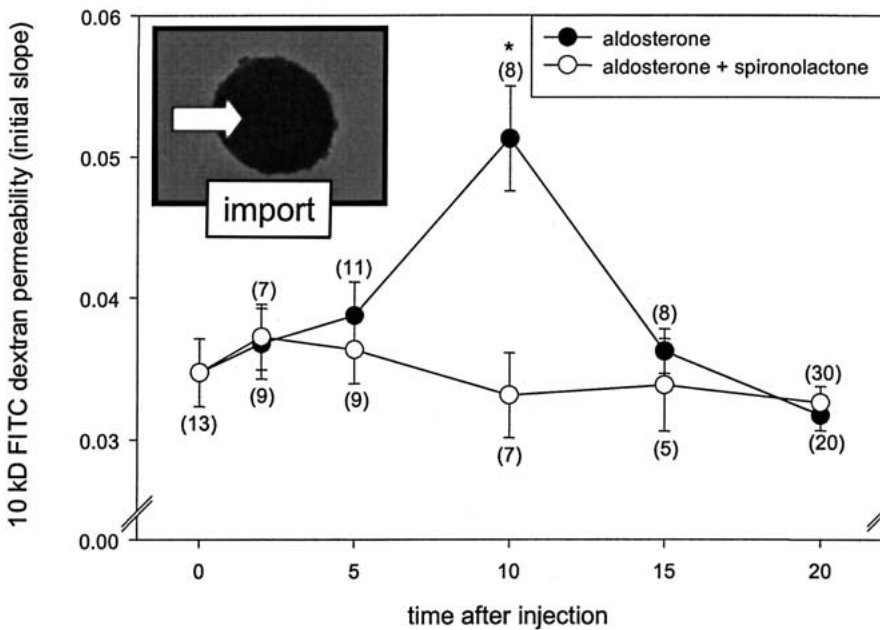 10 kD FITC dextran permeability (initial slope)
0.06
0.05
0.04
0.03
0.00
import
aldosterone
aldosterone + spironolactone
*
(8)
(11)
(7)
(8)
(30)
(13)
(9)
(9)
(7)
(5)
(20)
0 5 10 15 20
time after injection